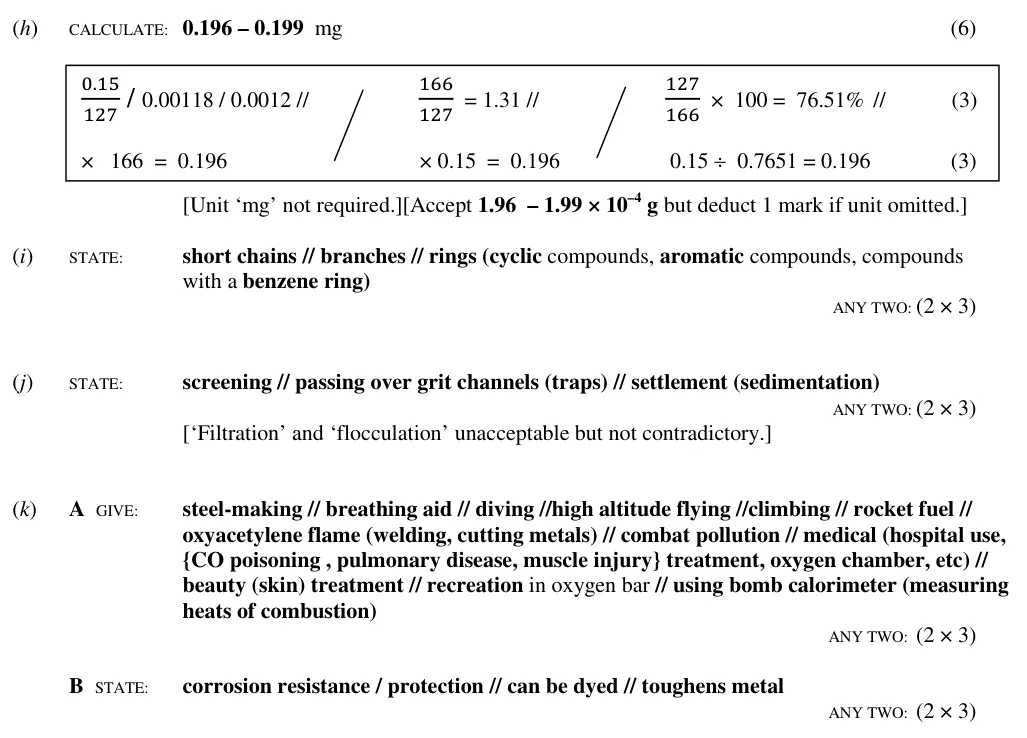 (h) CALCULATE: 0.196 – 0.199 mg (6)
0.15/127 / 0.00118 / 0.0012 // / 166/127 = 1.31 // / 127/166 × 100 = 76.51% // (3)
× 166 = 0.196 × 0.15 = 0.196 0.15 ÷ 0.7651 = 0.196 (3)
[Unit ‘mg’ not required.][Accept 1.96 – 1.99 × 10⁻⁴ g but deduct 1 mark if unit omitted.]
(i) STATE: short chains // branches // rings (cyclic compounds, aromatic compounds, compounds
with a benzene ring)
ANY TWO: (2 × 3)
(j) STATE: screening // passing over grit channels (traps) // settlement (sedimentation)
ANY TWO: (2 × 3)
[‘Filtration’ and ‘flocculation’ unacceptable but not contradictory.]
(k) A GIVE: steel-making // breathing aid // diving //high altitude flying //climbing // rocket fuel //
oxyacetylene flame (welding, cutting metals) // combat pollution // medical (hospital use,
{CO poisoning , pulmonary disease, muscle injury} treatment, oxygen chamber, etc) //
beauty (skin) treatment // recreation in oxygen bar // using bomb calorimeter (measuring
heats of combustion)
ANY TWO: (2 × 3)
B STATE: corrosion resistance / protection // can be dyed // toughens metal
ANY TWO: (2 × 3)